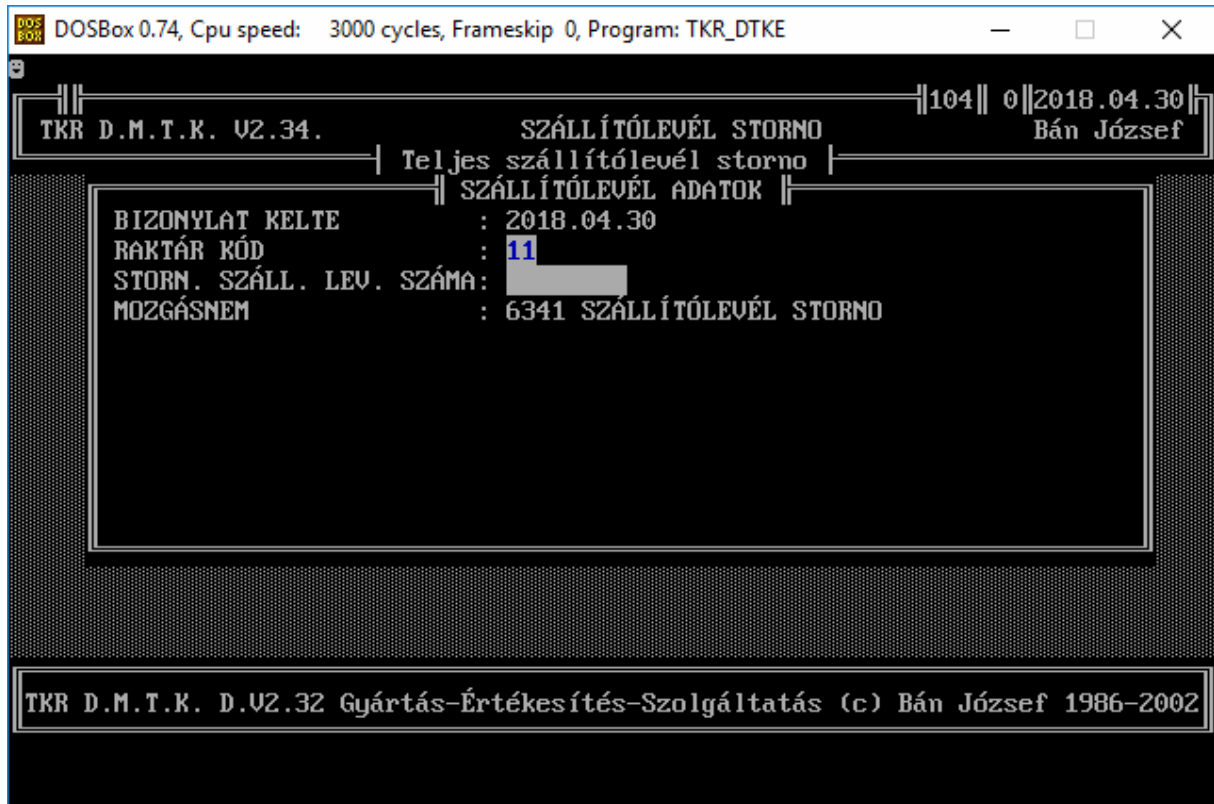 DOSBox 0.74, Cpu speed: 3000 cycles, Frameskip 0, Program: TKR_DTKE
104 0 2018.04.30
TKR D.M.T.K. V2.34. SZÁLLÍTÓLEVÉL STORNO Bán József
Teljes szállítólevél storno
SZÁLLÍTÓLEVÉL ADATOK
BIZONYLAT KELTE : 2018.04.30
RAKTÁR KÓD : 11
STORN. SZÁLL. LEV. SZÁMA:
MOZGÁSNEM : 6341 SZÁLLÍTÓLEVÉL STORNO
TKR D.M.T.K. D.V2.32 Gyártás-Értékesítés-Szolgáltatás (c) Bán József 1986-2002